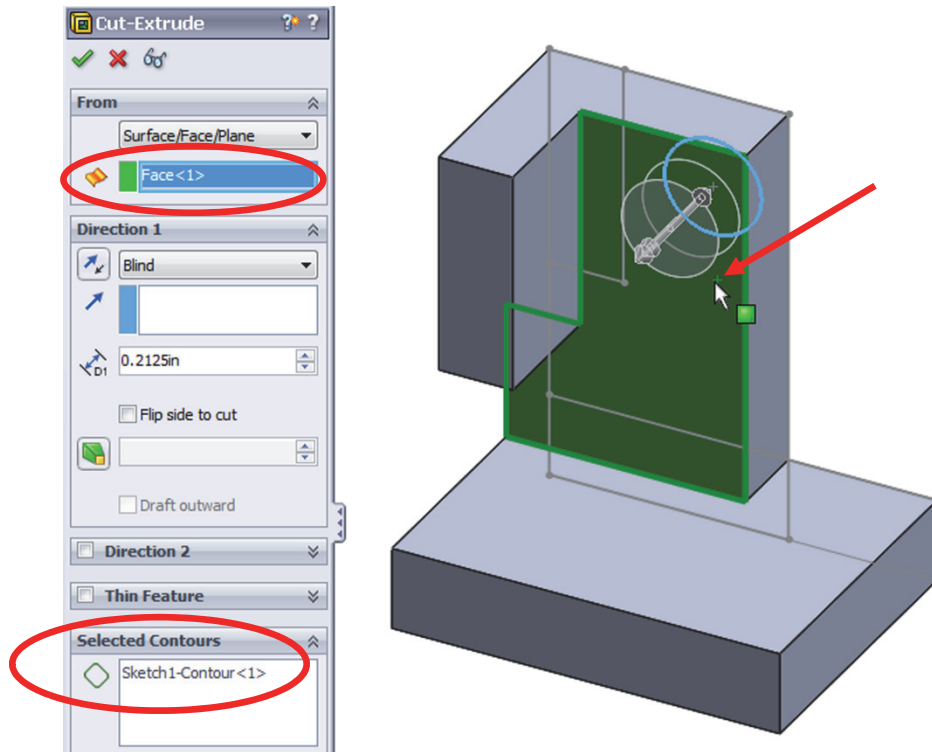 Cut-Extrude ? ?
From
Surface/Face/Plane
Face<1>
Direction 1
Blind
D1 0.2125in
Flip side to cut
Draft outward
Direction 2
Thin Feature
Selected Contours
Sketch1-Contour<1>